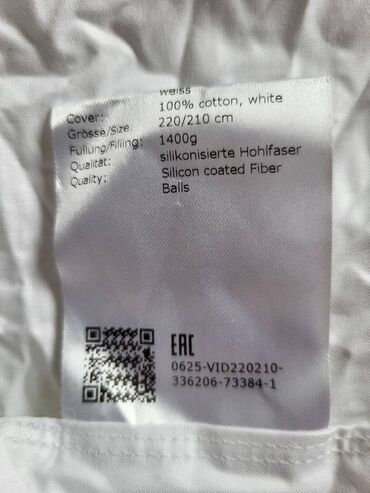 weiss
Cover: 100% cotton, white
Grösse/Size: 220/210 cm
Füllung/Filling: 1400g
Qualität: silikonisierte Hohlfaser
Quality: Silicon coated Fiber
Balls
EAC
0625-VID220210-
336206-73384-1